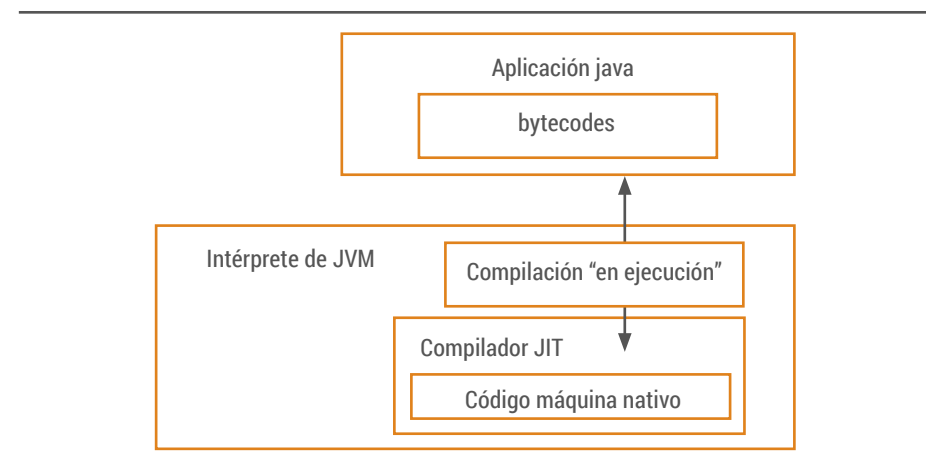 Aplicación java
bytecodes
Intérprete de JVM
Compilación “en ejecución”
Compilador JIT
Código máquina nativo